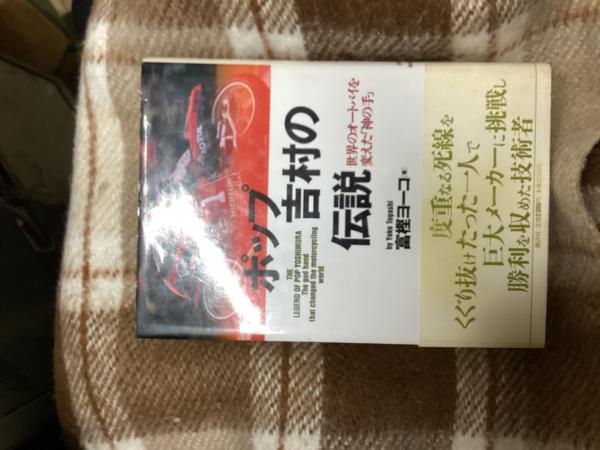 ポップ
吉村の
伝説
世界のオートバイを
変えた「神の手」
THE
LEGEND OF POP YOSHIMURA
The god hand
that changed the motorcycling
world
by Yoko Togashi
富樫ヨーコ
度重なる死線を
くぐり抜けたった一人で
巨大メーカーに挑戦し
勝利を収めた技術者
MOTUL
MICHELIN
1